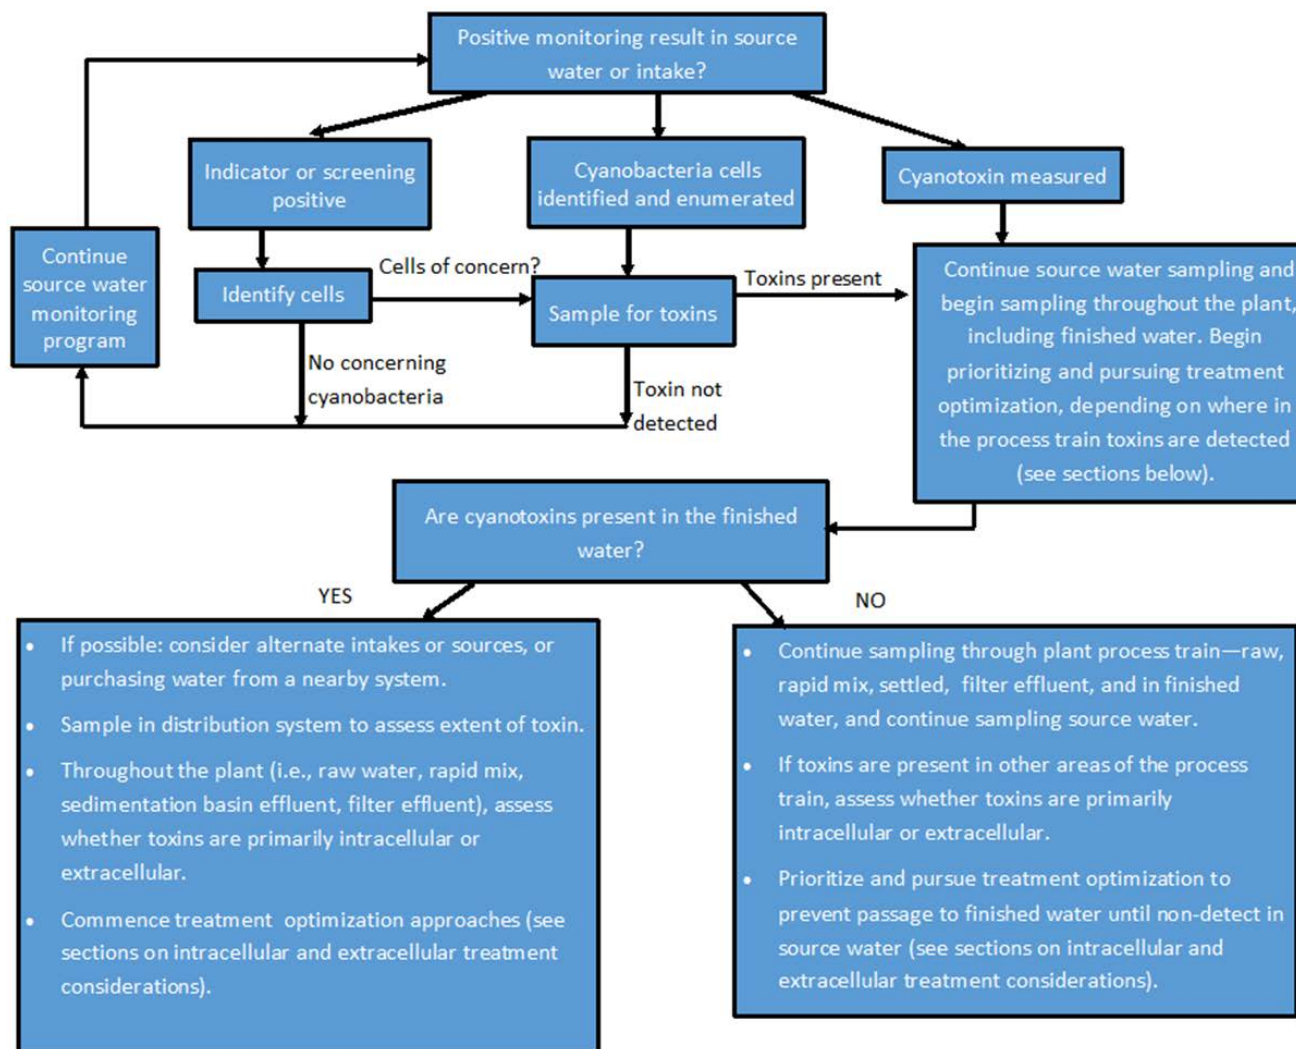 Positive monitoring result in source
water or intake?
Indicator or screening
positive
Cyanobacteria cells
identified and enumerated
Cyanotoxin measured
Continue
source water
monitoring
program
Identify cells
Cells of concern?
Sample for toxins
Toxins present
Continue source water sampling and
begin sampling throughout the plant,
including finished water. Begin
prioritizing and pursuing treatment
optimization, depending on where in
the process train toxins are detected
(see sections below).
No concerning
cyanobacteria
Toxin not
detected
Are cyanotoxins present in the finished
water?
YES
NO
• If possible: consider alternate intakes or sources, or
purchasing water from a nearby system.
• Sample in distribution system to assess extent of toxin.
• Throughout the plant (i.e., raw water, rapid mix,
sedimentation basin effluent, filter effluent), assess
whether toxins are primarily intracellular or
extracellular.
• Commence treatment optimization approaches (see
sections on intracellular and extracellular treatment
considerations).
• Continue sampling through plant process train—raw,
rapid mix, settled, filter effluent, and in finished
water, and continue sampling source water.
• If toxins are present in other areas of the process
train, assess whether toxins are primarily
intracellular or extracellular.
• Prioritize and pursue treatment optimization to
prevent passage to finished water until non-detect in
source water (see sections on intracellular and
extracellular treatment considerations).